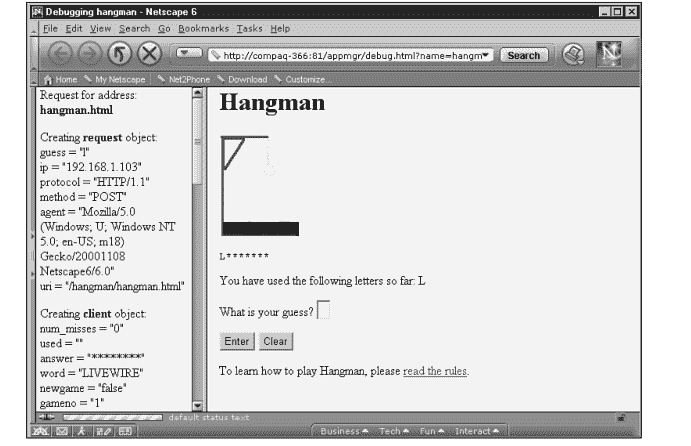 Debugging hangman - Netscape 6
File Edit View Search Go Bookmarks Tasks Help
http://compaq-366:81/appmgr/debug.html?name=hangm Search N
Home My Netscape Net2Phone Download Customize...
Request for address:
hangman.html
Creating request object:
guess = "l"
ip = "192.168.1.103"
protocol = "HTTP/1.1"
method = "POST"
agent = "Mozilla/5.0
(Windows; U; Windows NT
5.0; en-US; m18)
Gecko/20001108
Netscape6/6.0"
uri = "/hangman/hangman.html"
Creating client object:
num_misses = "0"
used = ""
answer = "********"
word = "LIVEWIRE"
newgame = "false"
gameno = "1"
Hangman
L*******
You have used the following letters so far: L
What is your guess?
Enter Clear
To learn how to play Hangman, please read the rules.
default status text
Business Tech Fun Interact